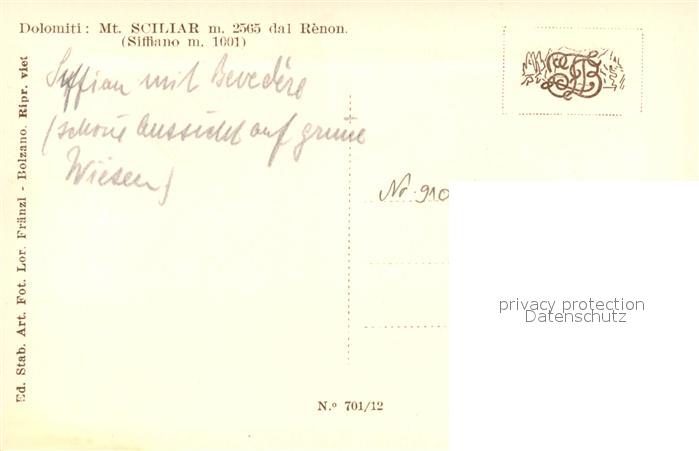 Dolomiti: Mt. SCILIAR m. 2565 dal Rènon.
(Siffiano m. 1601)
Siffian mit Bevedére
(schöne Aussicht auf grüne
Wiesen)
No. 910
privacy protection
Datenschutz
N.o 701/12
Ed. Stab. Art. Fot. Lor. Fränzl - Bolzano. Ripr. viet